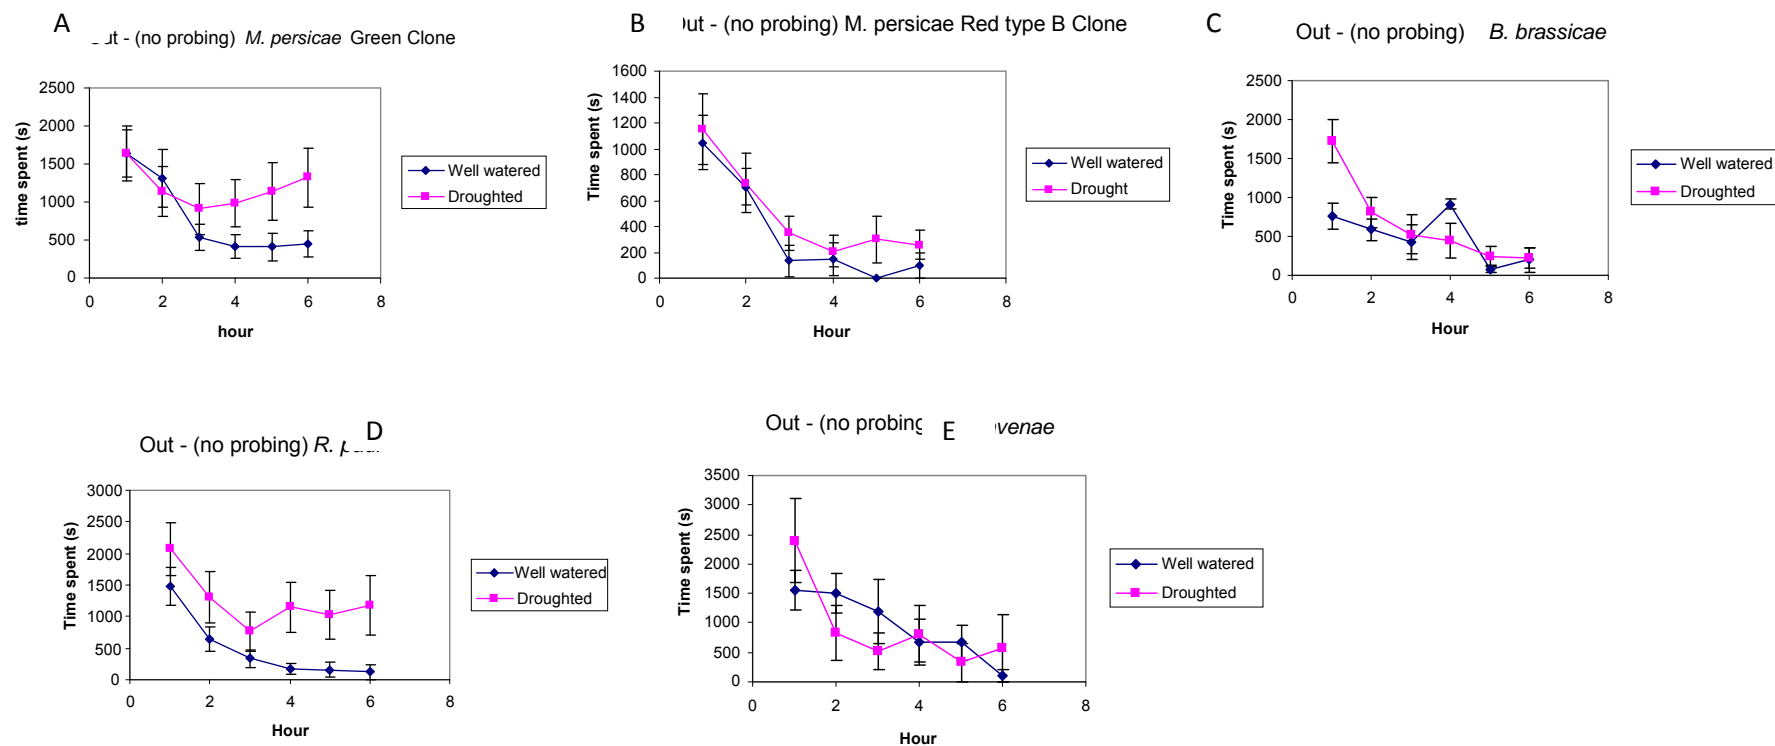 A
- (no probing) M. persicae Green Clone
time spent (s)
2500
2000
1500
1000
500
0
0 2 4 6 8
hour
Well watered
Droughted
B
- (no probing) M. persicae Red type B Clone
Time spent (s)
1600
1400
1200
1000
800
600
400
200
0
0 2 4 6 8
Hour
Well watered
Drought
C
Out - (no probing) B. brassicae
Time spent (s)
2500
2000
1500
1000
500
0
0 2 4 6 8
Hour
Well watered
Droughted
D
Out - (no probing) R.
Time spent (s)
3000
2500
2000
1500
1000
500
0
0 2 4 6 8
Hour
Well watered
Droughted
E
Out - (no
Time spent (s)
3500
3000
2500
2000
1500
1000
500
0
0 2 4 6 8
Hour
Well watered
Droughted